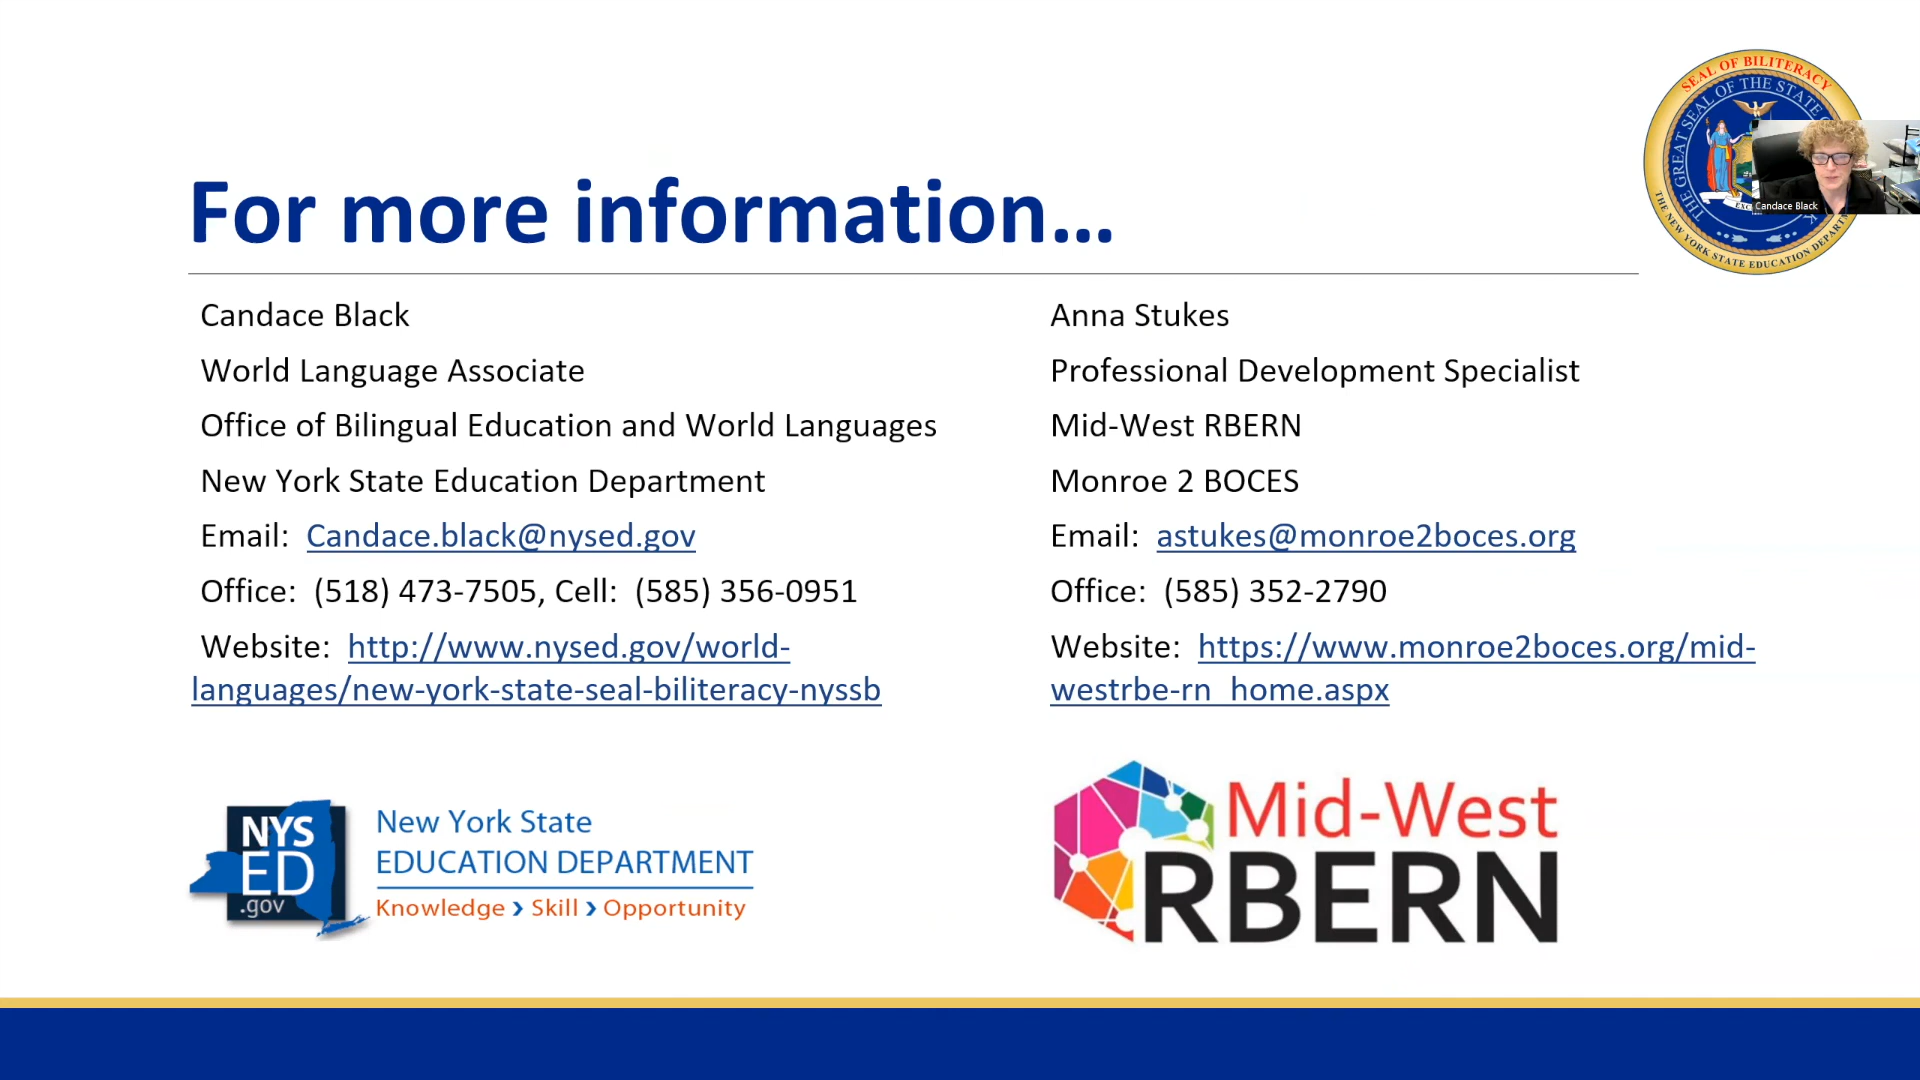 SEAL OF BILITERACY
THE GREAT SEAL OF THE STATE
THE NEW YORK STATE EDUCATION
Candace Black
For more information...
Candace Black
World Language Associate
Office of Bilingual Education and World Languages
New York State Education Department
Email: Candace.black@nysed.gov
Office: (518) 473-7505, Cell: (585) 356-0951
Website: http://www.nysed.gov/world-
languages/new-york-state-seal-biliteracy-nyssb
Anna Stukes
Professional Development Specialist
Mid-West RBERN
Monroe 2 BOCES
Email: astukes@monroe2boces.org
Office: (585) 352-2790
Website: https://www.monroe2boces.org/mid-
westrbe-rn_home.aspx
NYS
ED
.gov
New York State
EDUCATION DEPARTMENT
Knowledge › Skill › Opportunity
Mid-West
RBERN